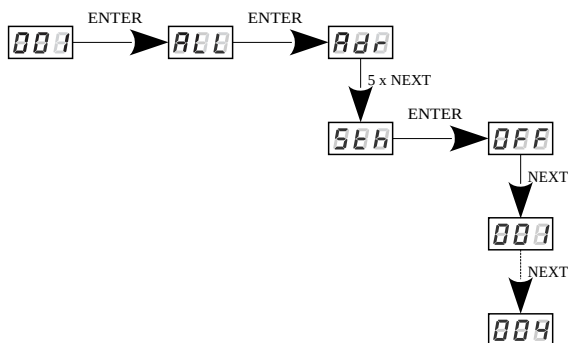 ENTER
ENTER
001
ALL
Adr
5 x NEXT
ENTER
Sth
OFF
NEXT
001
NEXT
004